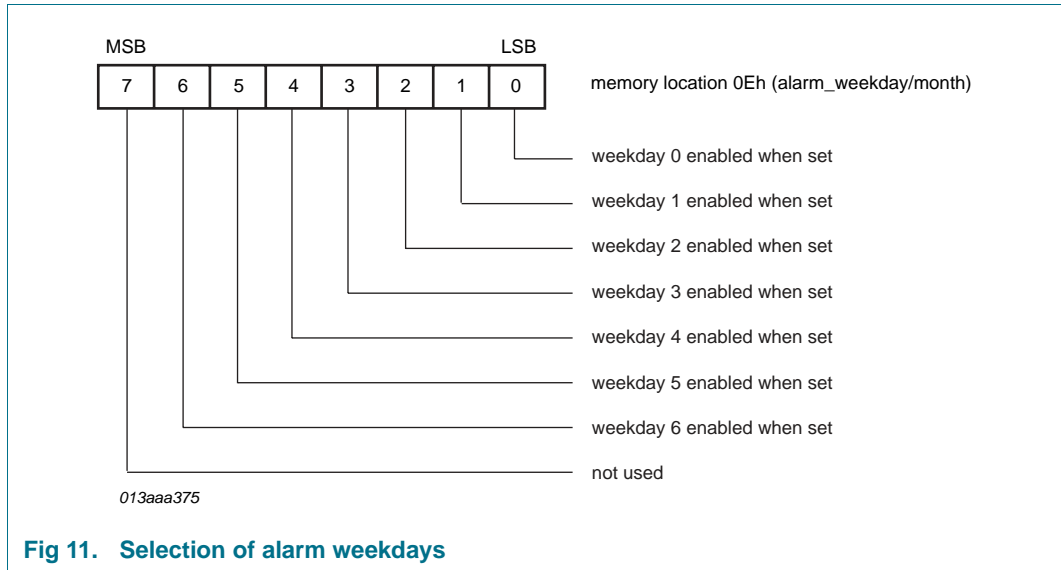 MSB LSB
7 6 5 4 3 2 1 0 memory location 0Eh (alarm_weekday/month)
weekday 0 enabled when set
weekday 1 enabled when set
weekday 2 enabled when set
weekday 3 enabled when set
weekday 4 enabled when set
weekday 5 enabled when set
weekday 6 enabled when set
not used
013aaa375
Fig 11. Selection of alarm weekdays